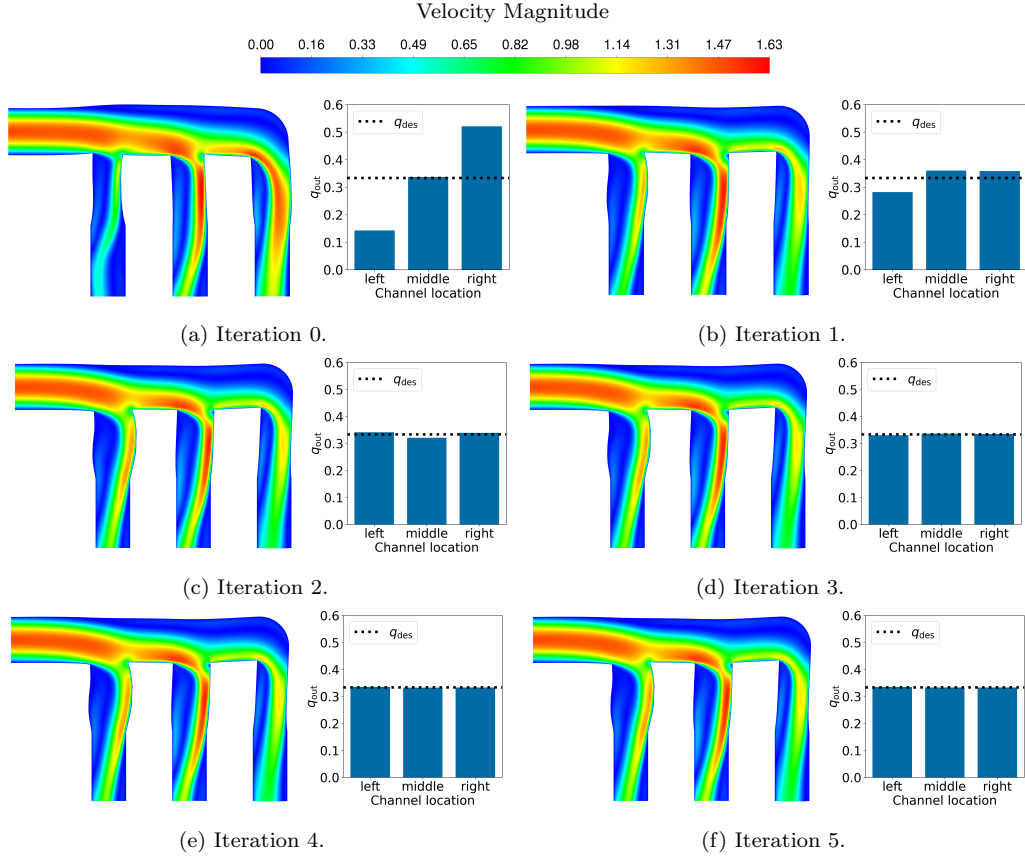 Velocity Magnitude
0.00 0.16 0.33 0.49 0.65 0.82 0.98 1.14 1.31 1.47 1.63
0.6
0.5
0.4
0.3
0.2
0.1
0.0
q_out
q_des
left middle right
Channel location
(a) Iteration 0.
0.6
0.5
0.4
0.3
0.2
0.1
0.0
q_out
q_des
left middle right
Channel location
(b) Iteration 1.
0.6
0.5
0.4
0.3
0.2
0.1
0.0
q_out
q_des
left middle right
Channel location
(c) Iteration 2.
0.6
0.5
0.4
0.3
0.2
0.1
0.0
q_out
q_des
left middle right
Channel location
(d) Iteration 3.
0.6
0.5
0.4
0.3
0.2
0.1
0.0
q_out
q_des
left middle right
Channel location
(e) Iteration 4.
0.6
0.5
0.4
0.3
0.2
0.1
0.0
q_out
q_des
left middle right
Channel location
(f) Iteration 5.